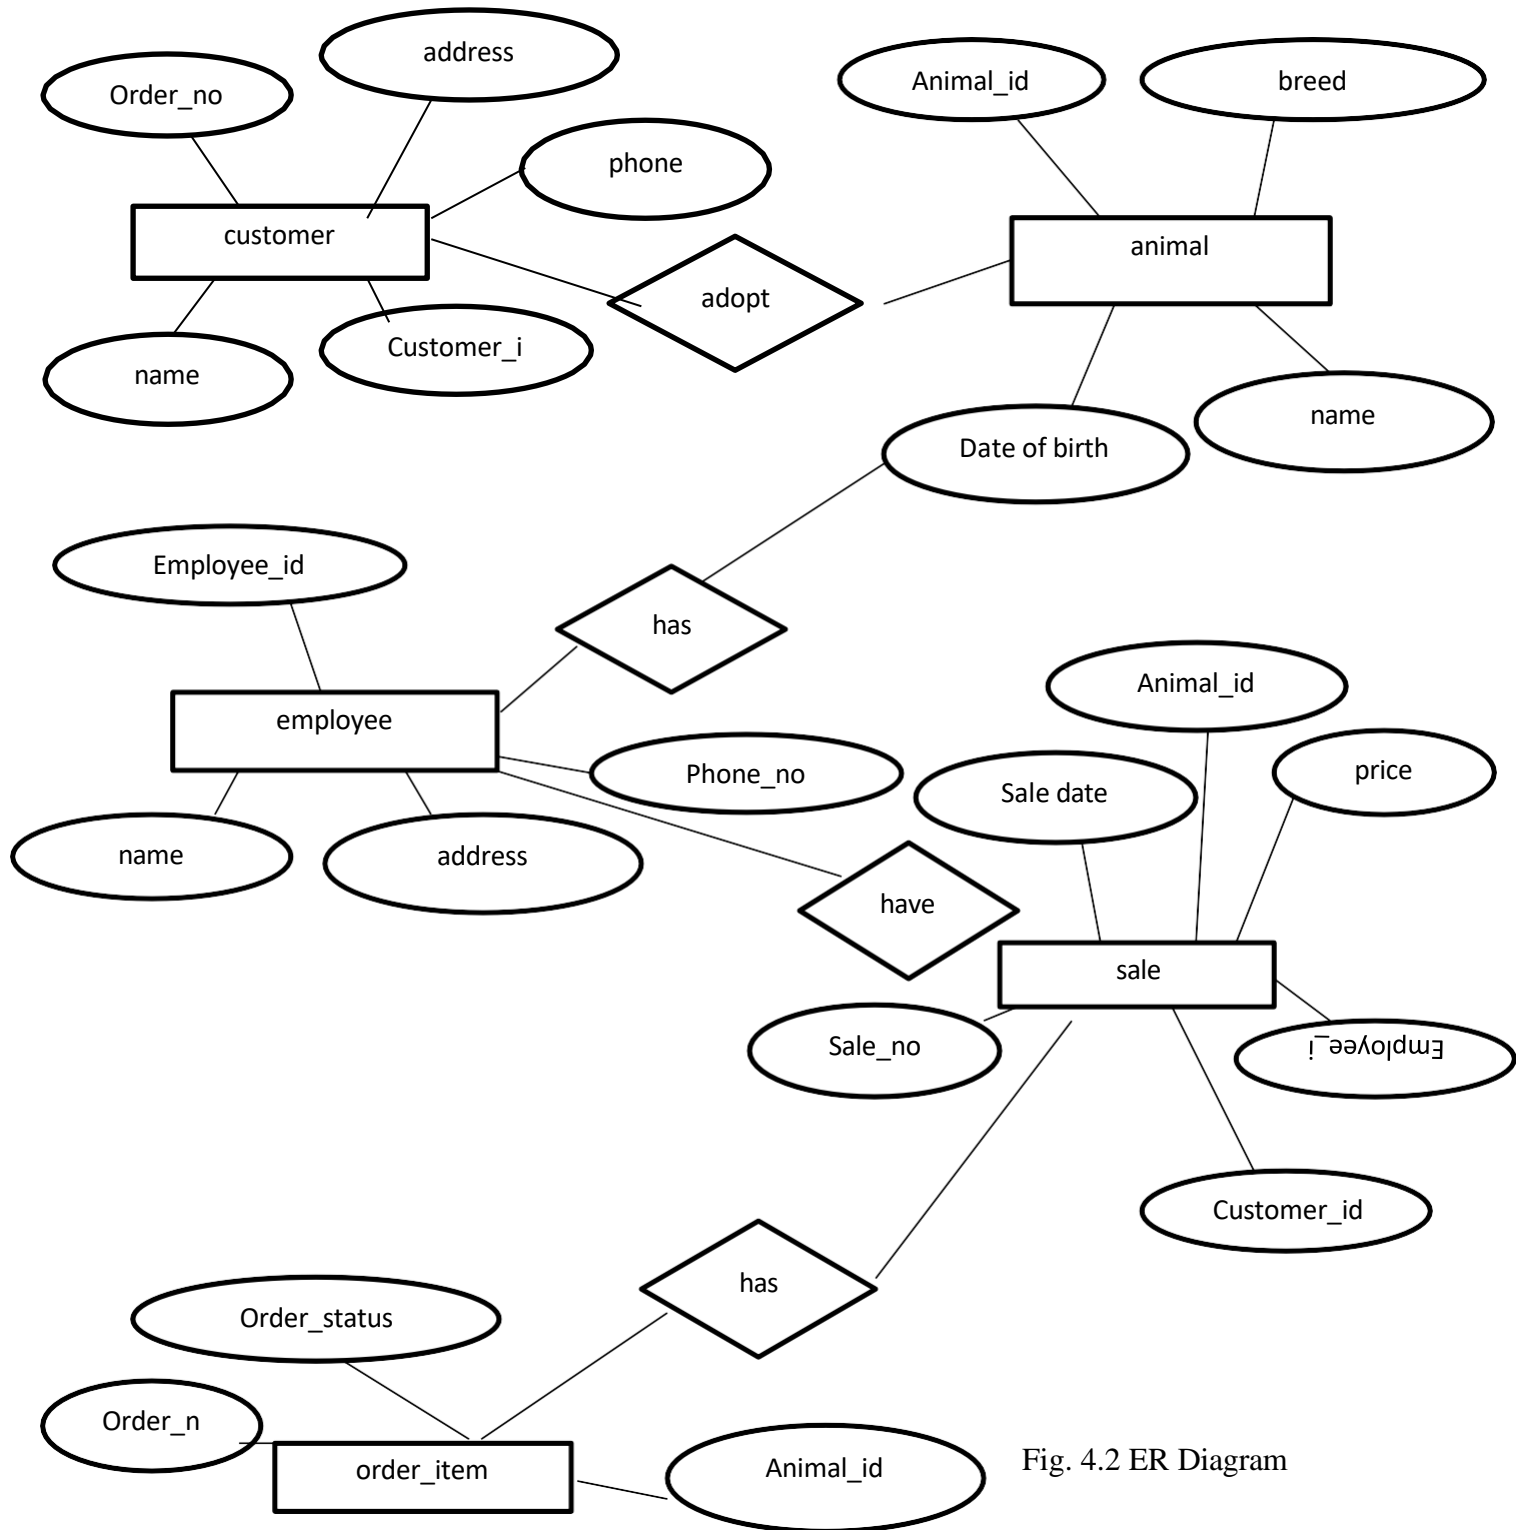 address
Order_no
Animal_id
breed
phone
customer
animal
adopt
name
Customer_i
name
Date of birth
Employee_id
has
employee
Animal_id
Phone_no
Sale date
price
name
address
have
sale
Sale_no
Employee_i
Customer_id
has
Order_status
Order_n
order_item
Animal_id
Fig. 4.2 ER Diagram